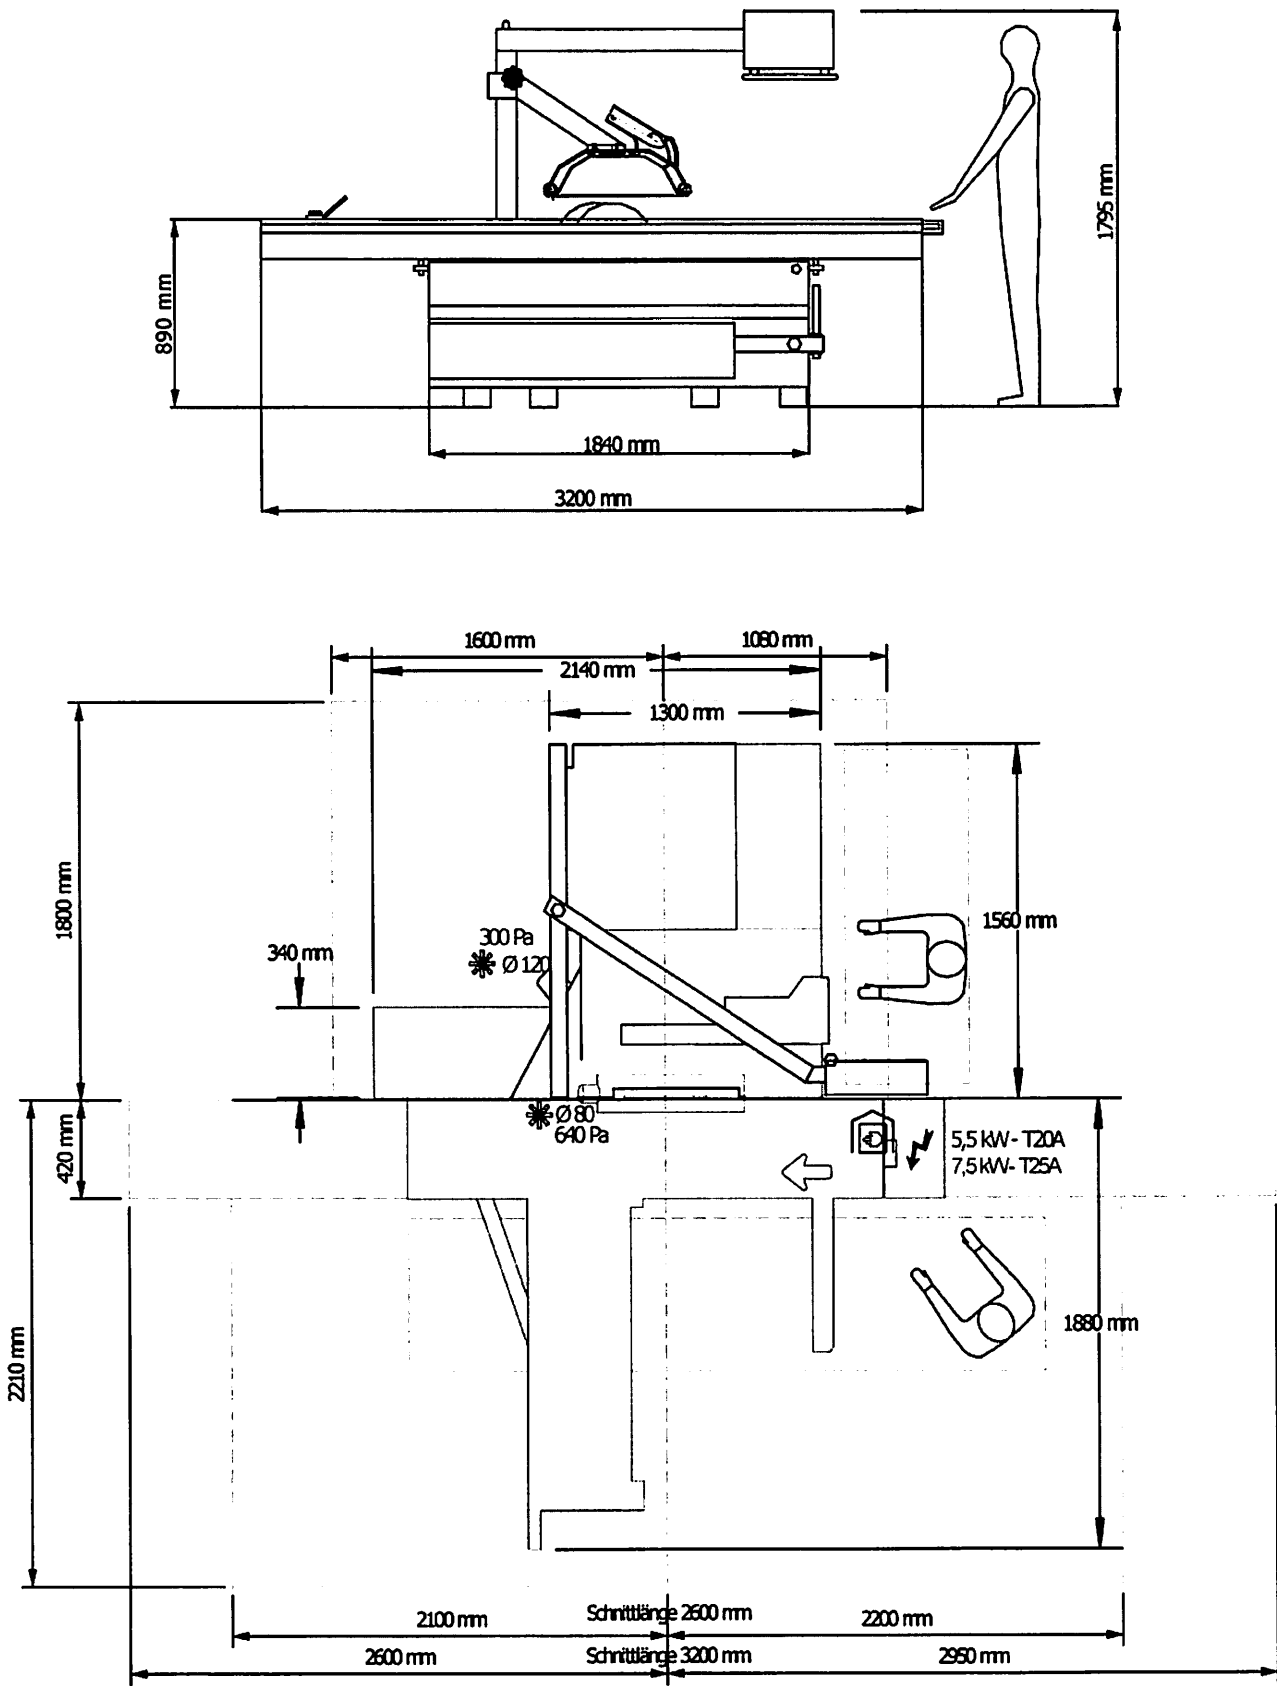 1795 mm
890 mm
1840 mm
3200 mm
1600 mm
1080 mm
2140 mm
1300 mm
1800 mm
340 mm
300 Pa
Ø 120
1560 mm
420 mm
Ø 80
640 Pa
5,5 kW - T20A
7,5 kW - T25A
2210 mm
1880 mm
2100 mm
Schnittlänge 2600 mm
2200 mm
2600 mm
Schnittlänge 3200 mm
2950 mm